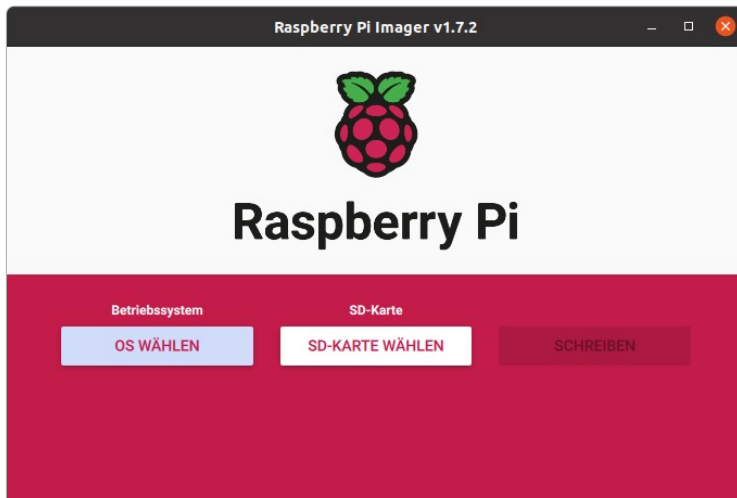 Raspberry Pi Imager v1.7.2
Raspberry Pi
Betriebssystem
SD-Karte
OS WÄHLEN
SD-KARTE WÄHLEN
SCHREIBEN